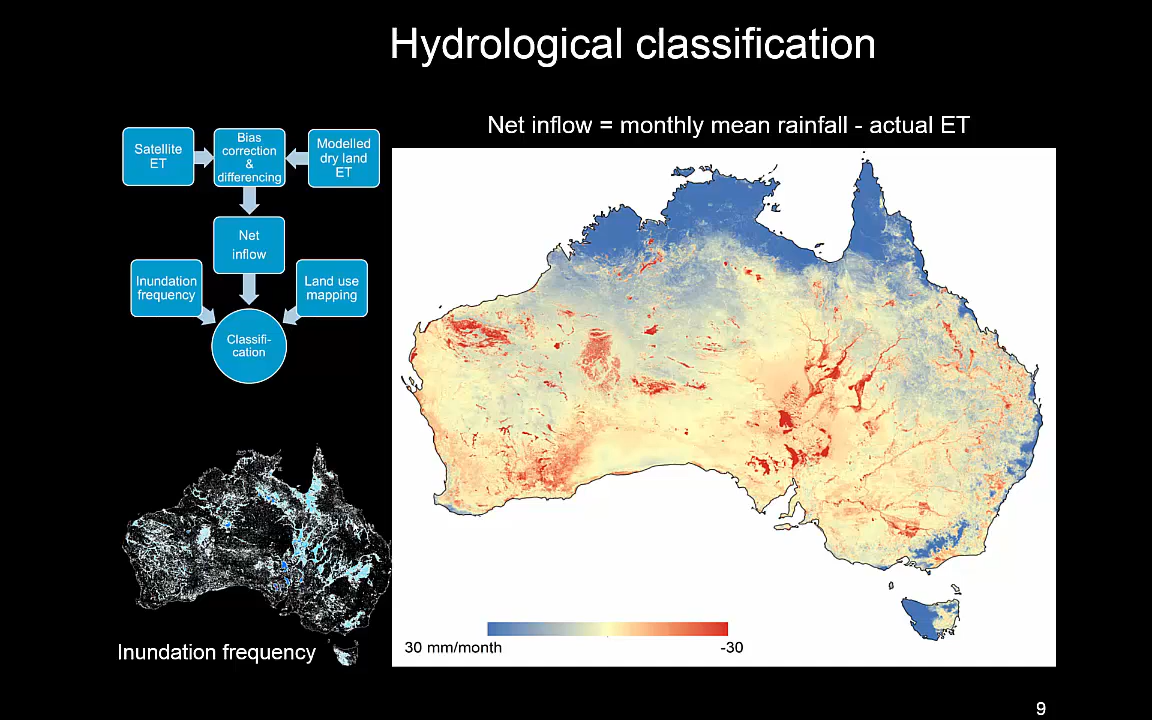 Hydrological classification
Net inflow = monthly mean rainfall - actual ET
Satellite
ET
Bias
correction
&
differencing
Modelled
dry land
ET
Net
inflow
Inundation
frequency
Land use
mapping
Classifi-
cation
Inundation frequency
30 mm/month
-30
9